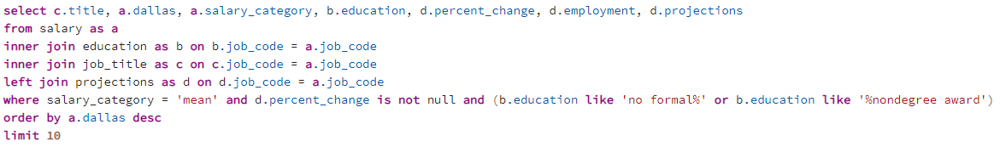 select c.title, a.dallas, a.salary_category, b.education, d.percent_change, d.employment, d.projections
from salary as a
inner join education as b on b.job_code = a.job_code
inner join job_title as c on c.job_code = a.job_code
left join projections as d on d.job_code = a.job_code
where salary_category = 'mean' and d.percent_change is not null and (b.education like 'no formal%' or b.education like '%nondegree award')
order by a.dallas desc
limit 10